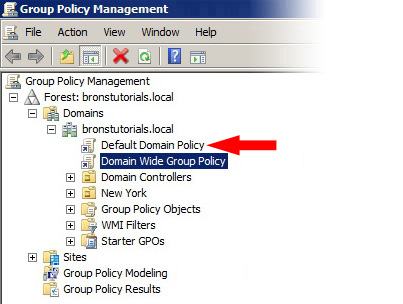 Group Policy Management
File Action View Window Help
Group Policy Management
Forest: bronstutorials.local
Domains
bronstutorials.local
Default Domain Policy
Domain Wide Group Policy
Domain Controllers
New York
Group Policy Objects
WMI Filters
Starter GPOs
Sites
Group Policy Modeling
Group Policy Results